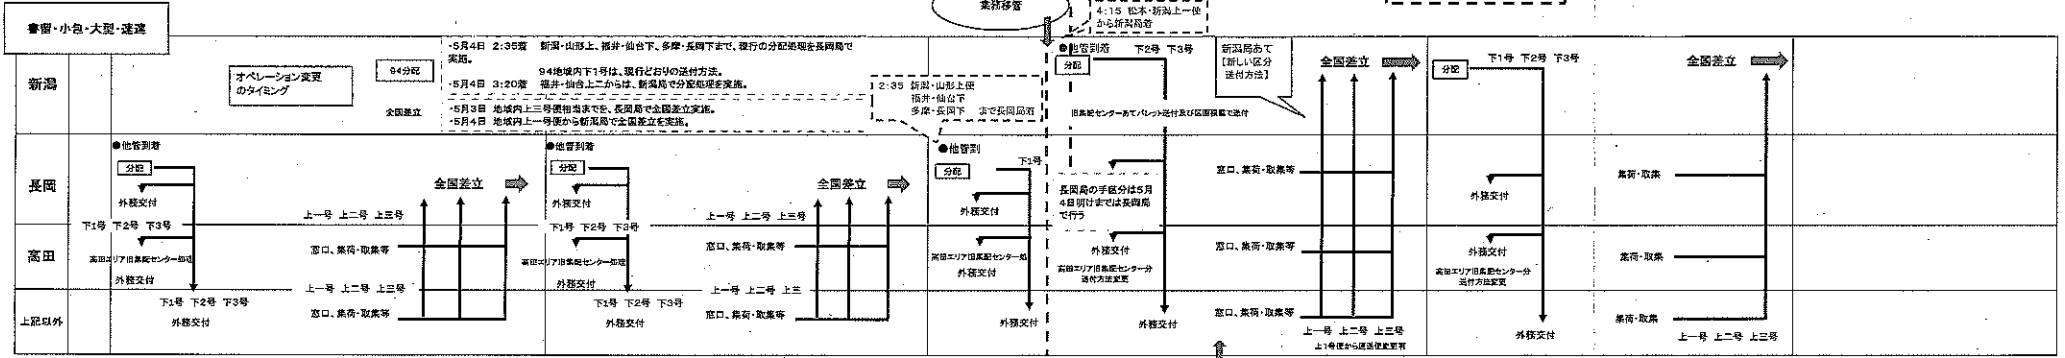 業務移管
4:15 松本・新潟上一便
から新潟局着
書留・小包・大型・速達
新潟
オペレーション変更
のタイミング
94分配
・5月4日 2:35着 新潟・山形上、福井・仙台下、多摩・長岡下まで、現行の分配処理を長岡局で
実施。
94地域内下1号は、現行どおりの送付方法。
・5月4日 3:20着 福井・仙台上二からは、新潟局で分配処理を実施。
全国差立
・5月3日 地域内上三号便相当までを、長岡局で全国差立実施。
・5月4日 地域内上一号便から新潟局で全国差立を実施。
2:35 新潟・山形上便
福井・仙台下
多摩・長岡下 まで長岡局着
●他管到着
下2号 下3号
分配
旧集配センターあてパレット送付及び区画規範で送付
新潟局あて
【新しい区分
送付方法】
全国差立
分配
下1号 下2号 下3号
全国差立
長岡
●他管到着
分配
外務交付
全国差立
上一号 上二号 上三号
下1号 下2号 下3号
●他管到着
分配
外務交付
全国差立
上一号 上二号 上三号
下1号 下2号 下3号
●他管到
分配
下1号
外務交付
長岡局の手区分は5月
4日明けまでは長岡局
で行う
窓口、集荷・取集等
外務交付
集荷・取集
高田
高田エリア旧集配センター処理
外務交付
窓口、集荷・取集等
上一号 上二号 上三号
高田エリア旧集配センター処理
外務交付
窓口、集荷・取集等
上一号 上二号 上三
高田エリア旧集配センター処
外務交付
外務交付
高田エリア旧集配センター分
送付方法変更
窓口、集荷・取集等
外務交付
高田エリア旧集配センター分
送付方法変更
集荷・取集
上記以外
下1号 下2号 下3号
外務交付
窓口、集荷・取集等
下1号 下2号 下3号
外務交付
窓口、集荷・取集等
外務交付
外務交付
窓口、集荷・取集等
上一号 上二号 上三号
上1号便から運送便変更有
外務交付
集荷・取集
上一号 上二号 上三号